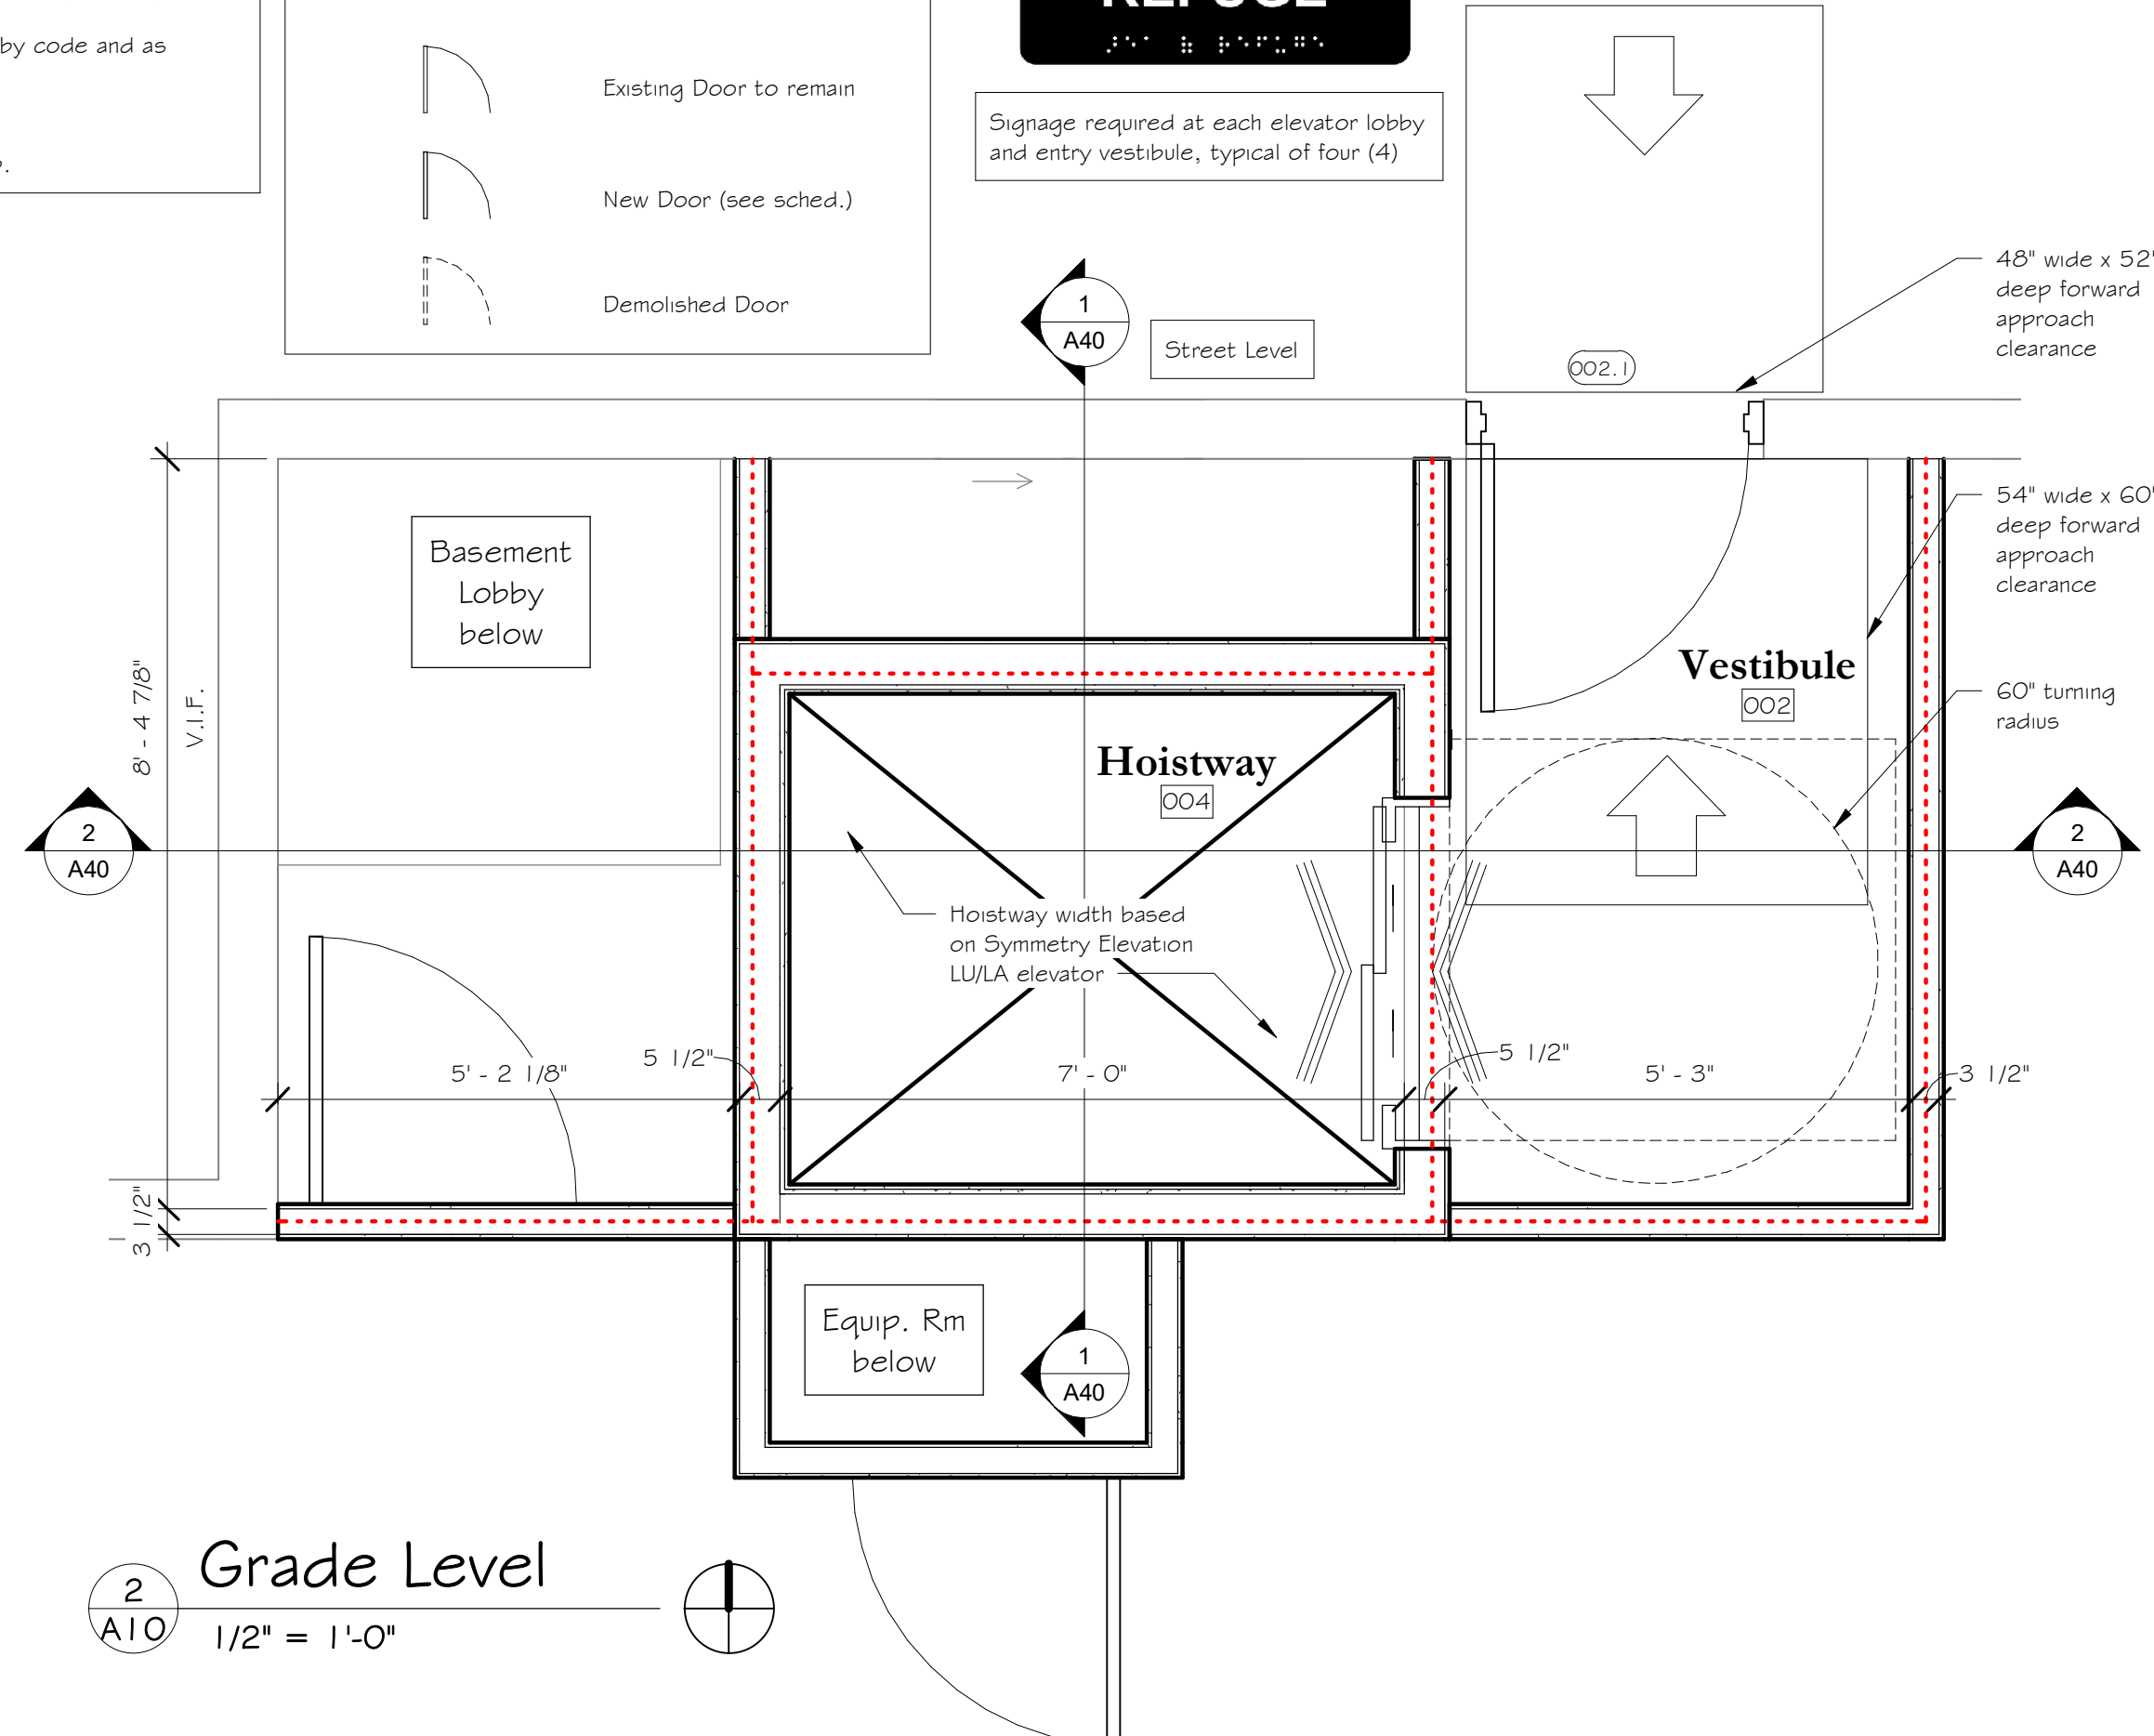 by code and as
Existing Door to remain
New Door (see sched.)
Demolished Door
Signage required at each elevator lobby
and entry vestibule, typical of four (4)
1
A40
Street Level
002.1
48" wide x 52"
deep forward
approach
clearance
54" wide x 60"
deep forward
approach
clearance
60" turning
radius
Basement
Lobby
below
8' - 4 7/8"
V.I.F.
Vestibule
002
Hoistway
004
2
A40
2
A40
Hoistway width based
on Symmetry Elevation
LU/LA elevator
5' - 2 1/8"
5 1/2"
7' - 0"
5 1/2"
5' - 3"
3 1/2"
3 1/2"
Equip. Rm
below
1
A40
2
A10
Grade Level
1/2" = 1'-0"